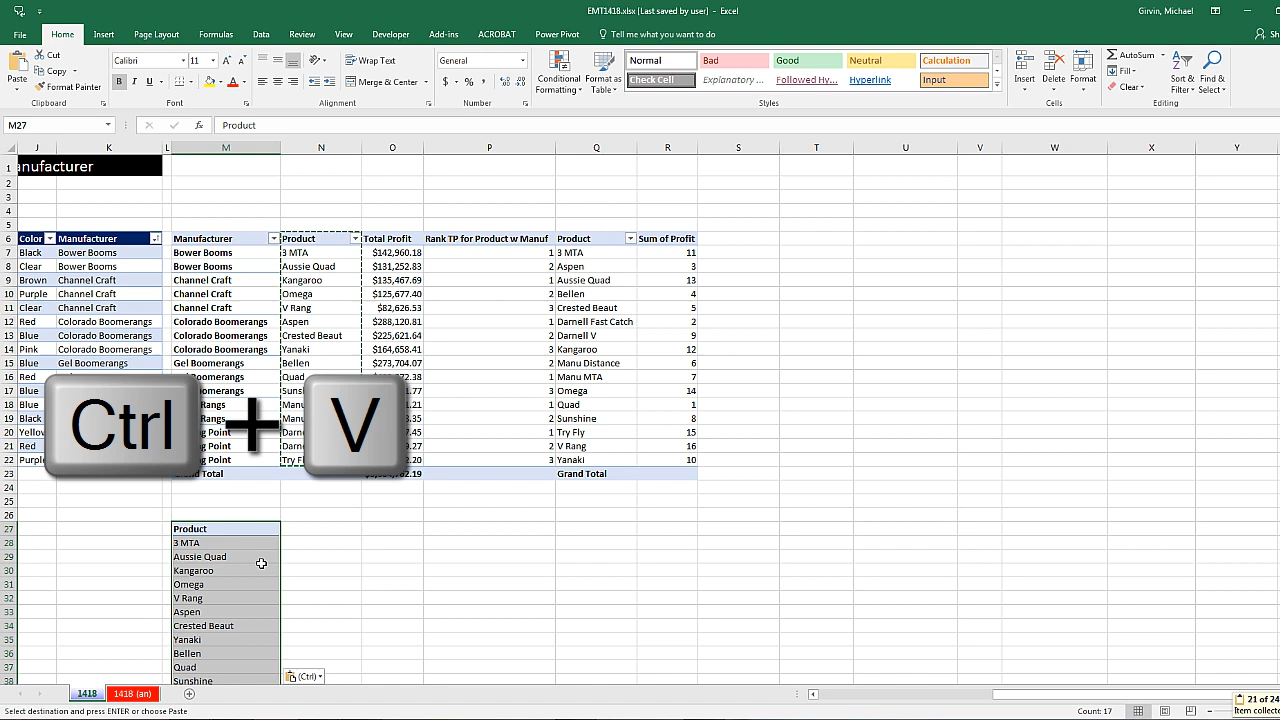 EMT1418.xlsx [Last saved by user] - Excel
Girvin, Michael
File Home Insert Page Layout Formulas Data Review View Developer Add-ins ACROBAT Power Pivot Tell me what you want to do Sh
Paste Cut Copy Format Painter Clipboard
Calibri 11 B I U A A A Font
Wrap Text Merge & Center Alignment
General $ % , Number
Conditional Formatting Format as Table
Normal Bad Good Neutral Calculation
Check Cell Explanatory ... Followed Hy... Hyperlink Input
Styles
Insert Delete Format Cells
AutoSum Fill Clear Sort & Filter Find & Select Editing
M27 fx Product
J K L M N O P Q R S T U V W X Y
1 anufacturer
2
3
4
5
6 Color Manufacturer Manufacturer Product Total Profit Rank TP for Product w Manuf Product Sum of Profit
7 Black Bower Booms Bower Booms 3 MTA $142,960.18 1 3 MTA 11
8 Clear Bower Booms Bower Booms Aussie Quad $131,252.83 2 Aspen 3
9 Brown Channel Craft Channel Craft Kangaroo $135,467.69 1 Aussie Quad 13
10 Purple Channel Craft Channel Craft Omega $125,677.40 2 Bellen 4
11 Clear Channel Craft Channel Craft V Rang $82,626.53 3 Crested Beaut 5
12 Red Colorado Boomerangs Colorado Boomerangs Aspen $288,120.81 1 Darnell Fast Catch 2
13 Blue Colorado Boomerangs Colorado Boomerangs Crested Beaut $225,621.64 2 Darnell V 9
14 Pink Colorado Boomerangs Colorado Boomerangs Yanaki $164,658.41 3 Kangaroo 12
15 Blue Gel Boomerangs Gel Boomerangs Bellen $273,704.07 2 Manu Distance 6
16 Red omerangs Quad .38 1 Manu MTA 7
17 Blue omerangs Suns .21 3 Omega 14
18 Blue Rangs Manu .21 1 Quad 1
19 Black Rangs Manu .35 2 Sunshine 8
20 Yellow Point Darn 7.45 1 Try Fly 15
21 Red Point Darn 9.27 2 V Rang 16
22 Purple Point Try Fl 2.20 3 Yanaki 10
23 Total .19 Grand Total
24
25
26
27 Product
28 3 MTA
29 Aussie Quad
30 Kangaroo
31 Omega
32 V Rang
33 Aspen
34 Crested Beaut
35 Yanaki
36 Bellen
37 Quad
38 Sunshine
Ctrl + V
(Ctrl)
1418 1418 (an)
21 of 24
Item collecte
Select destination and press ENTER or choose Paste Count: 17